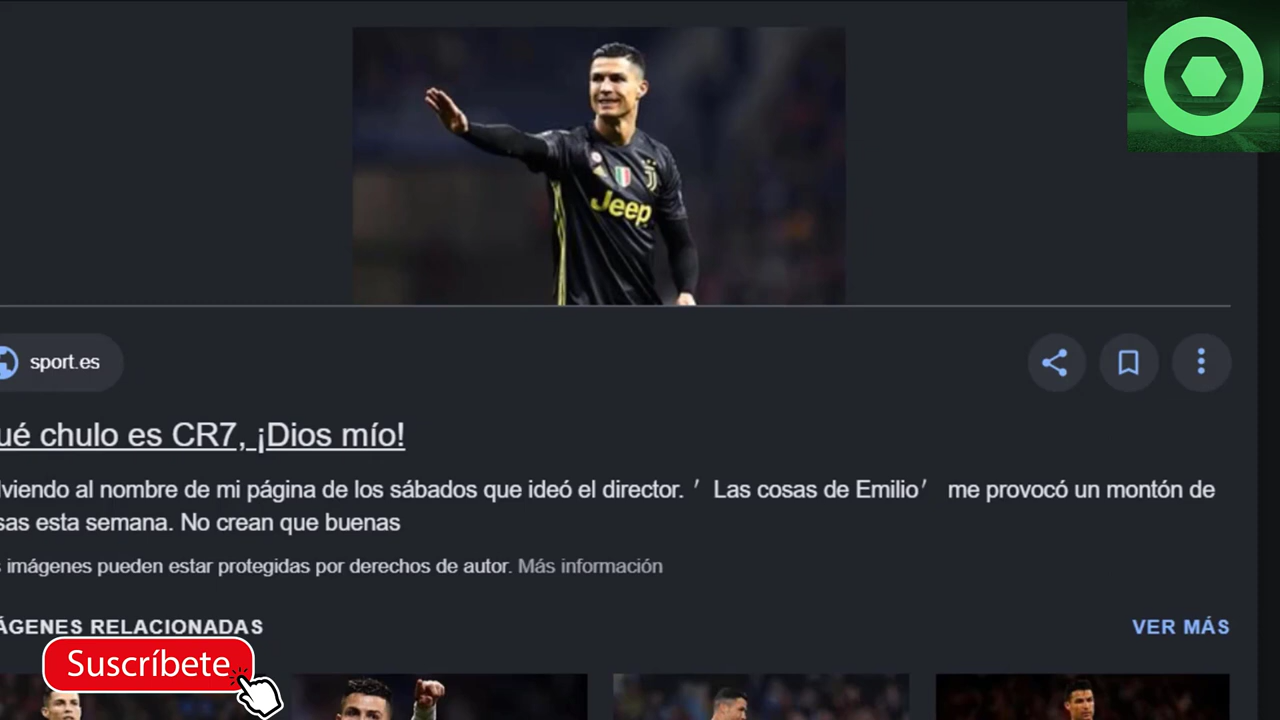 Jeep
sport.es
ué chulo es CR7, ¡Dios mío!
lviendo al nombre de mi página de los sábados que ideó el director. ′ Las cosas de Emilio′ me provocó un montón de
sas esta semana. No crean que buenas
s imágenes pueden estar protegidas por derechos de autor. Más información
ÁGENES RELACIONADAS
VER MÁS
Suscríbete